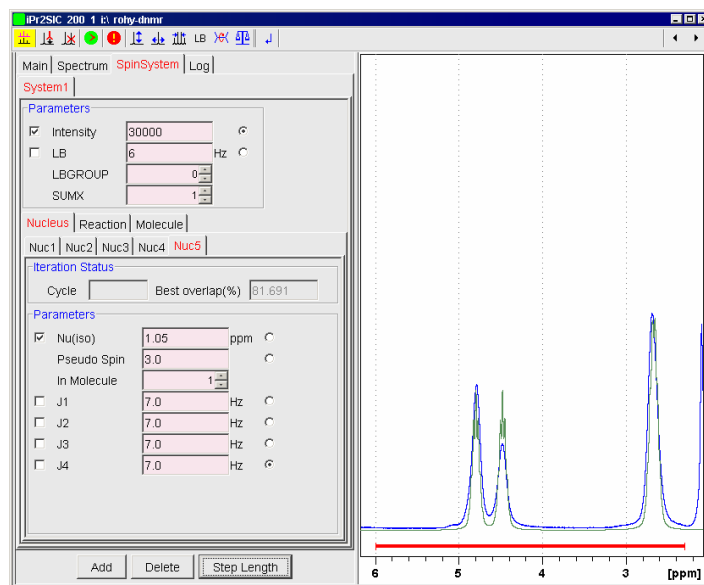 iPr2SIC 200 1 i:\ rohy-dnmr
LB
Main Spectrum SpinSystem Log
System1
Parameters
Intensity 30000
LB 6 Hz
LBGROUP 0
SUMX 1
Nucleus Reaction Molecule
Nuc1 Nuc2 Nuc3 Nuc4 Nuc5
Iteration Status
Cycle Best overlap(%) 81.691
Parameters
Nu(iso) 1.05 ppm
Pseudo Spin 3.0
In Molecule 1
J1 7.0 Hz
J2 7.0 Hz
J3 7.0 Hz
J4 7.0 Hz
Add Delete Step Length
6 5 4 3 [ppm]